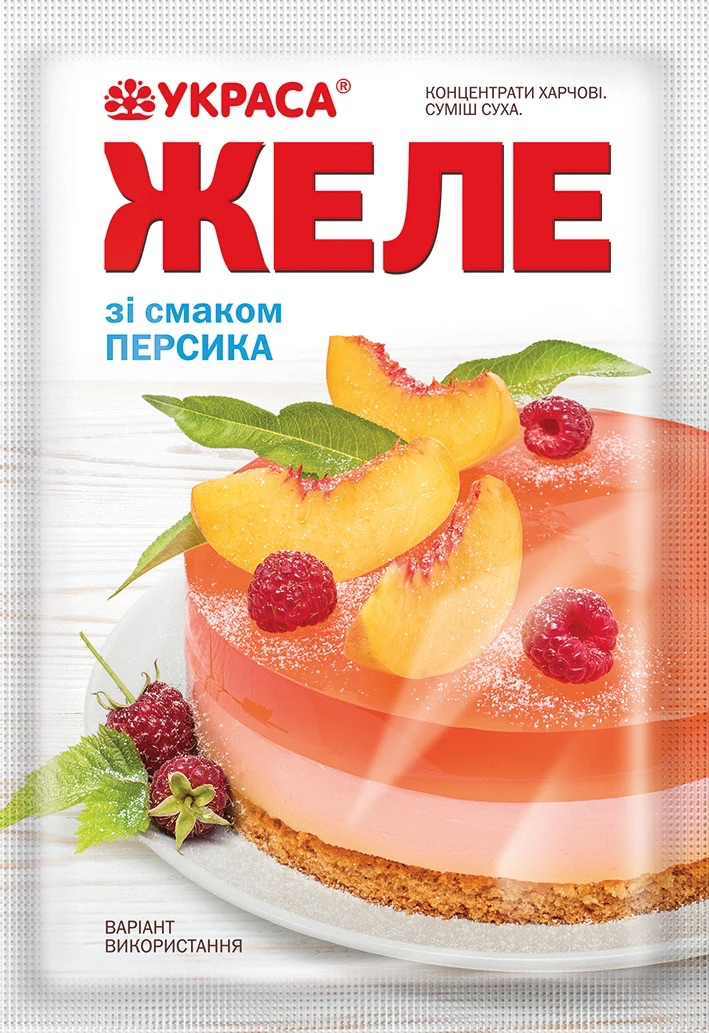 УКРАСА®
КОНЦЕНТРАТИ ХАРЧОВІ.
СУМІШ СУХА.
ЖЕЛЕ
зі смаком
ПЕРСИКА
ВАРІАНТ
ВИКОРИСТАННЯ